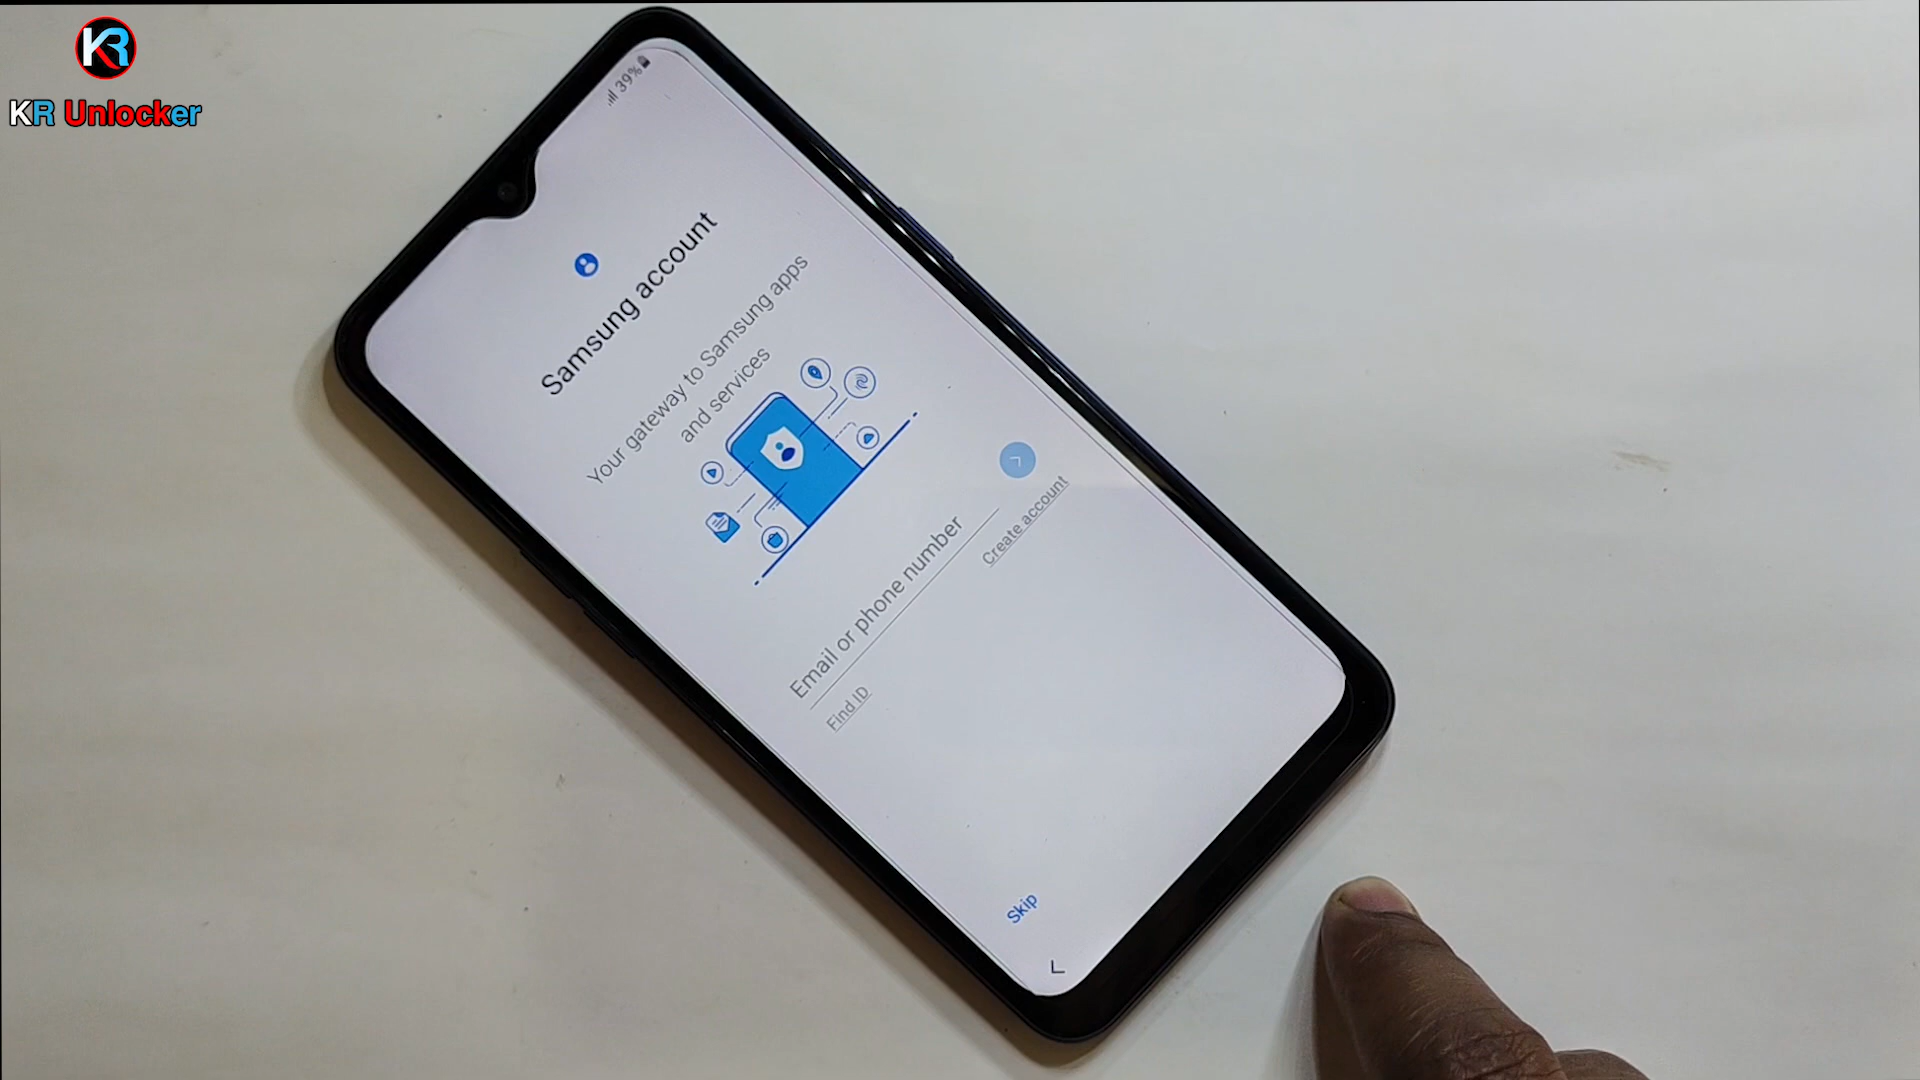 KR
KR Unlocker
39%
Samsung account
Your gateway to Samsung apps
and services
Email or phone number
Find ID
Create account
Skip